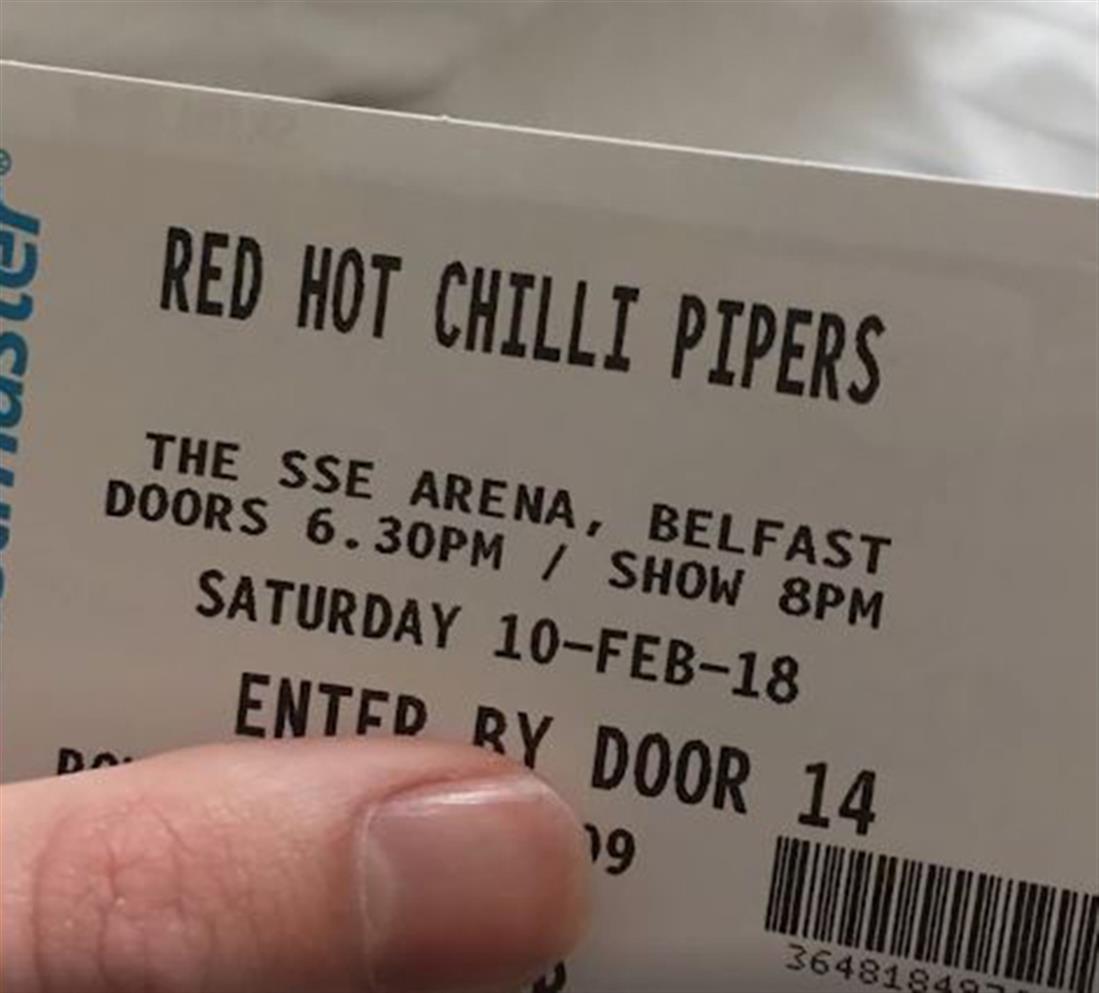 RED HOT CHILLI PIPERS
THE SSE ARENA, BELFAST
DOORS 6.30PM / SHOW 8PM
SATURDAY 10-FEB-18
ENTER BY DOOR 14